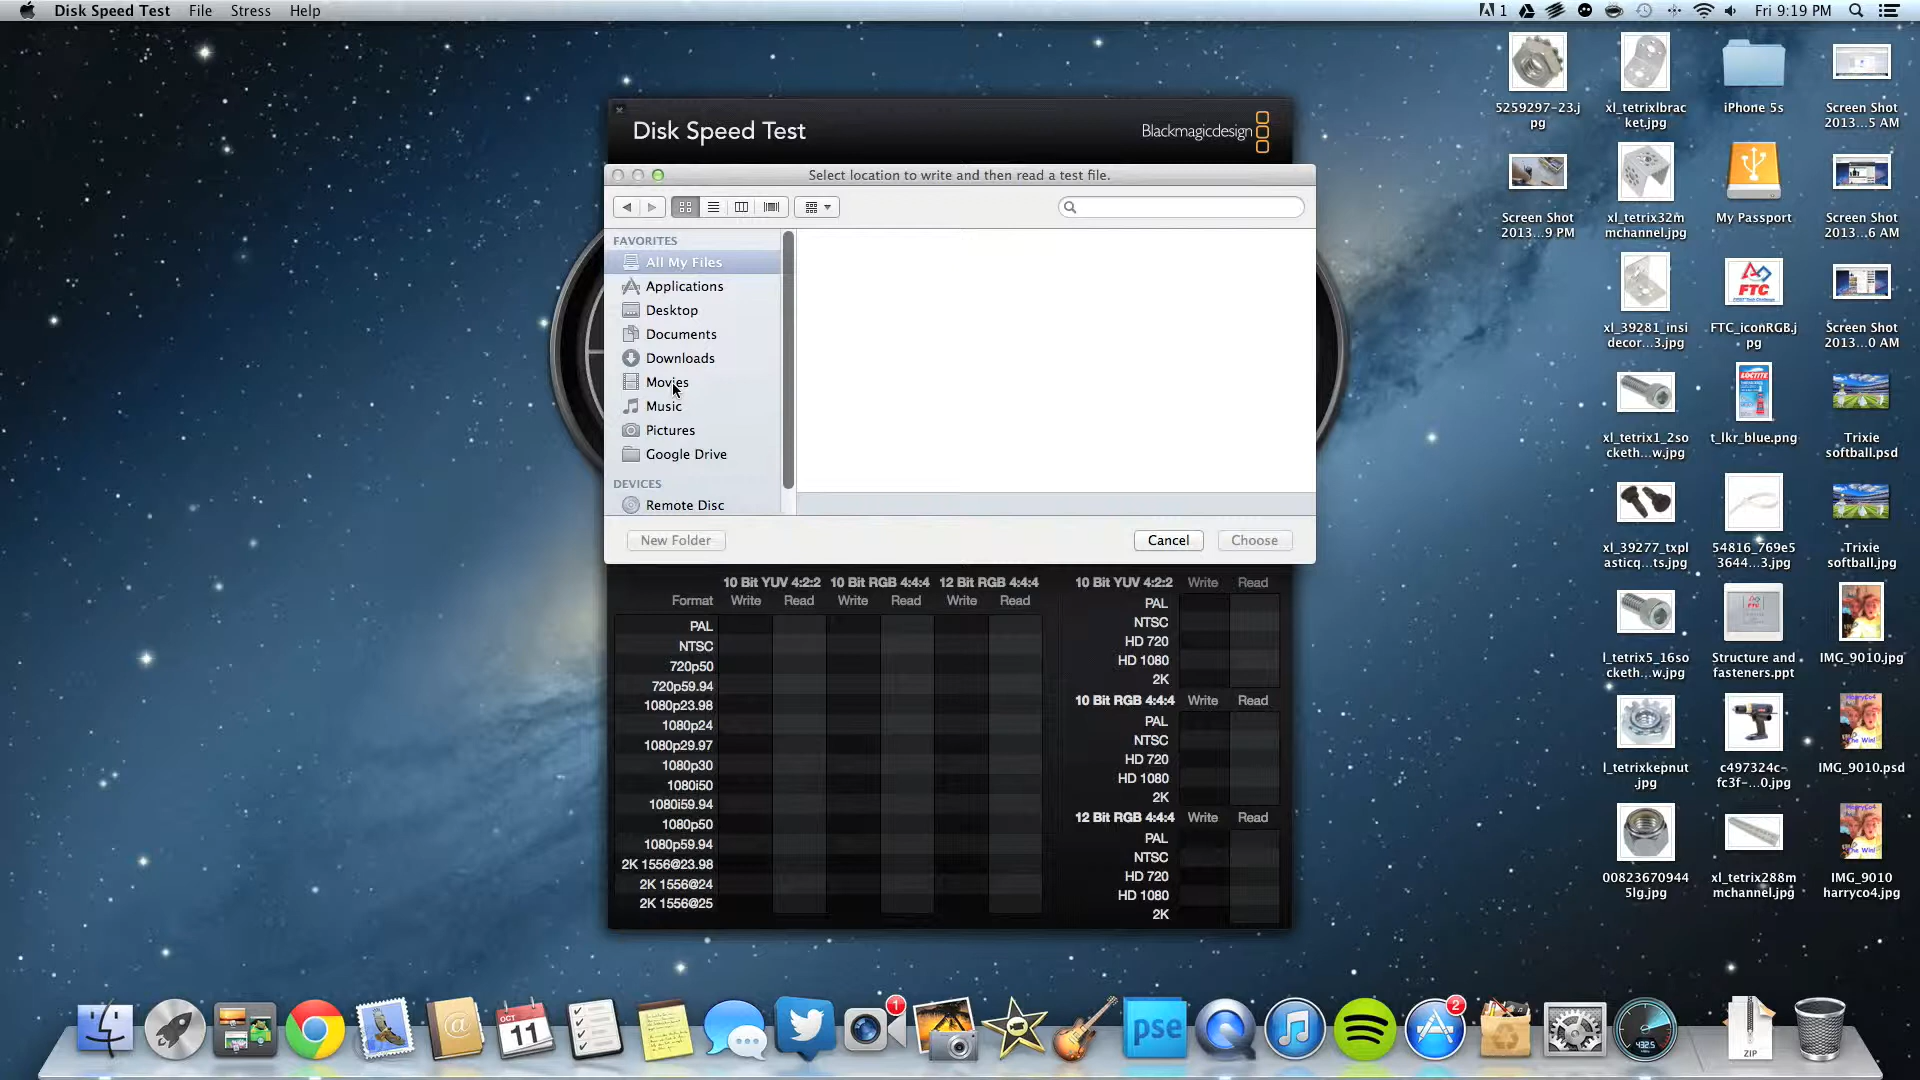 Disk Speed Test File Stress Help
1 Fri 9:19 PM
Disk Speed Test
Blackmagicdesign
Select location to write and then read a test file.
FAVORITES
All My Files
Applications
Desktop
Documents
Downloads
Movies
Music
Pictures
Google Drive
DEVICES
Remote Disc
New Folder
Cancel
Choose
10 Bit YUV 4:2:2 10 Bit RGB 4:4:4 12 Bit RGB 4:4:4
Format Write Read Write Read Write Read
PAL
NTSC
720p50
720p59.94
1080p23.98
1080p24
1080p29.97
1080p30
1080i50
1080i59.94
1080p50
1080p59.94
2K 1556@23.98
2K 1556@24
2K 1556@25
10 Bit YUV 4:2:2 Write Read
PAL
NTSC
HD 720
HD 1080
2K
10 Bit RGB 4:4:4 Write Read
PAL
NTSC
HD 720
HD 1080
2K
12 Bit RGB 4:4:4 Write Read
PAL
NTSC
HD 720
HD 1080
2K
5259297-23.j
pg
xl_tetrixlbrac
ket.jpg
iPhone 5s
Screen Shot
2013...5 AM
Screen Shot
2013...9 PM
xl_tetrix32m
mchannel.jpg
My Passport
Screen Shot
2013...6 AM
xl_39281_insi
decor...3.jpg
FTC
FTC_iconRGB.j
pg
Screen Shot
2013...0 AM
xl_tetrix1_2so
cketh...w.jpg
LOCTITE
t_lkr_blue.png
Trixie
softball.psd
xl_39277_txpl
asticq...ts.jpg
54816_769e5
3644...3.jpg
Trixie
softball.jpg
l_tetrix5_16so
cketh...w.jpg
Structure and
fasteners.ppt
IMG_9010.jpg
l_tetrixkepnut
.jpg
c497324c-
fc3f-...0.jpg
IMG_9010.psd
00823670944
5lg.jpg
xl_tetrix288m
mchannel.jpg
IMG_9010
harryco4.jpg
OCT
11
1
pse
2
432.5
ZIP